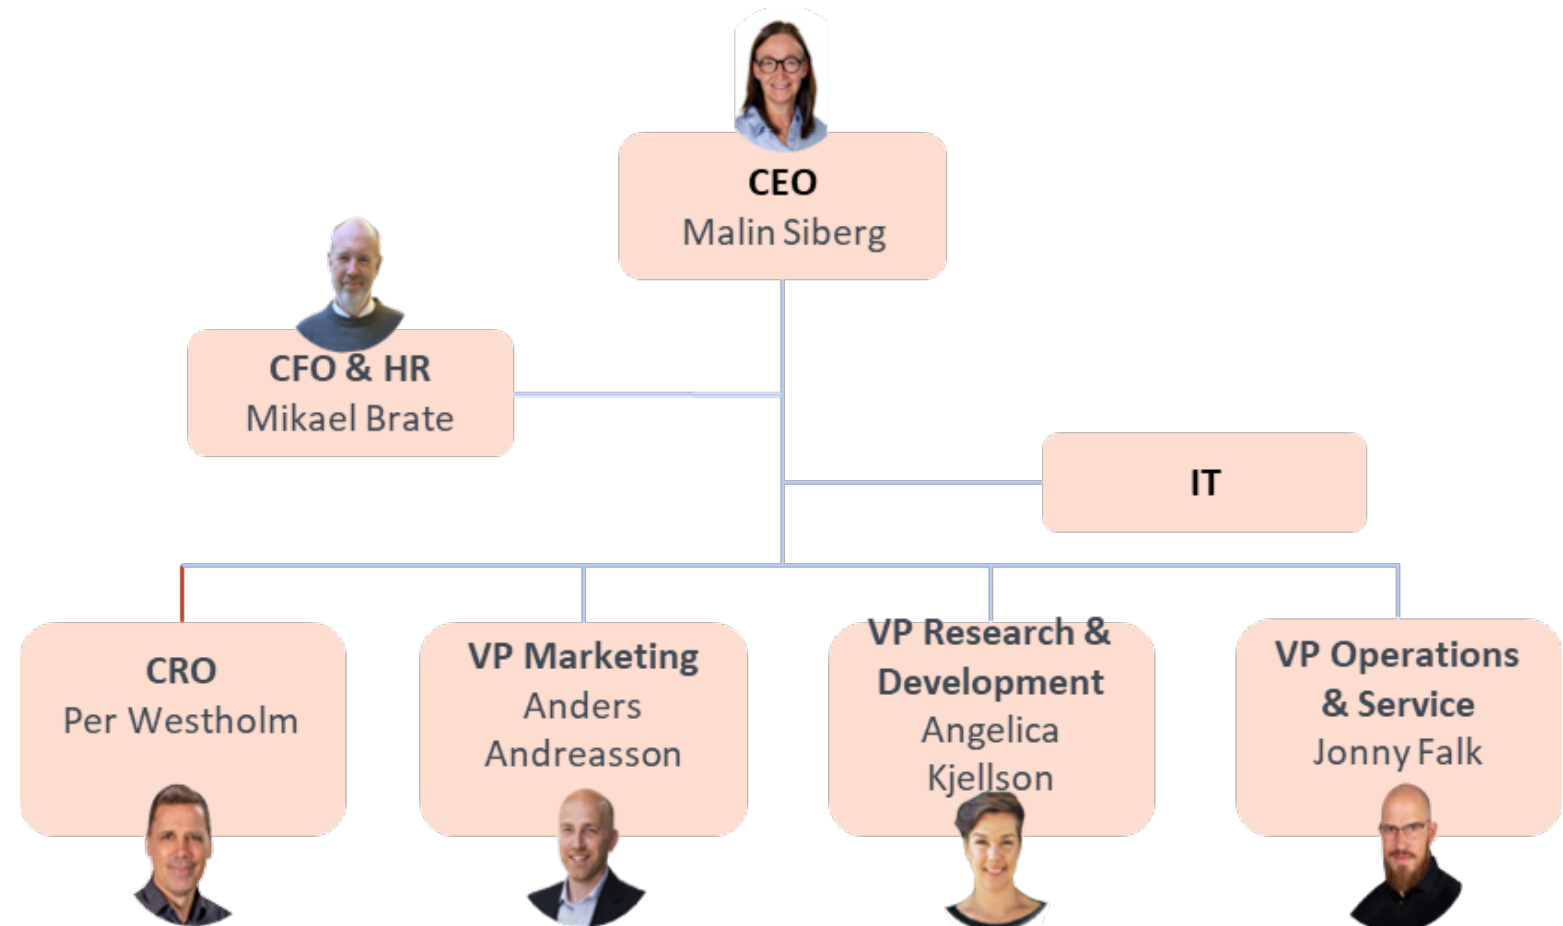 CEO
Malin Siberg
CFO & HR
Mikael Brate
IT
CRO
Per Westholm
VP Marketing
Anders
Andreasson
VP Research &
Development
Angelica
Kjellson
VP Operations
& Service
Jonny Falk